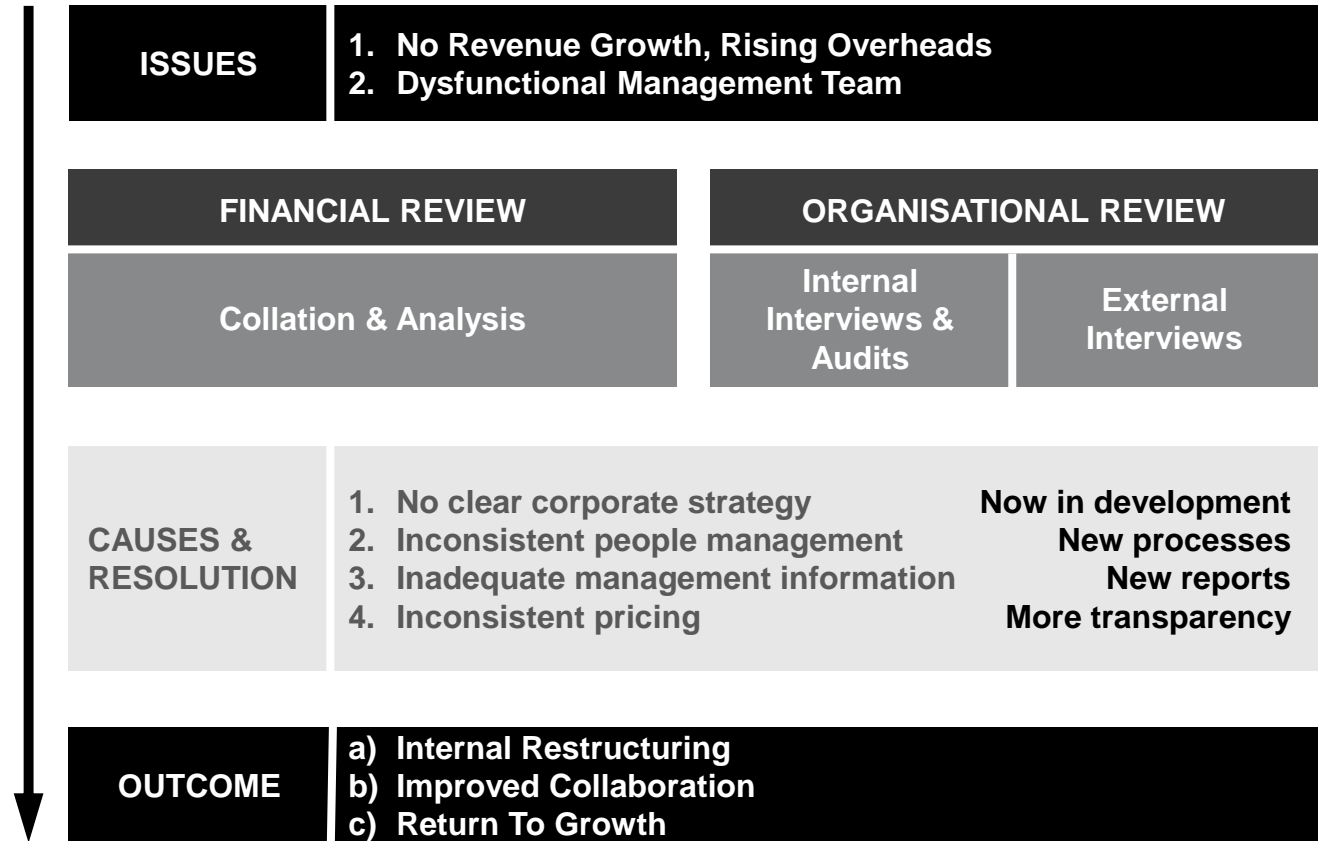 ISSUES
1. No Revenue Growth, Rising Overheads
2. Dysfunctional Management Team
FINANCIAL REVIEW
ORGANISATIONAL REVIEW
Collation & Analysis
Internal
Interviews &
Audits
External
Interviews
CAUSES &
RESOLUTION
1. No clear corporate strategy Now in development
2. Inconsistent people management New processes
3. Inadequate management information New reports
4. Inconsistent pricing More transparency
OUTCOME
a) Internal Restructuring
b) Improved Collaboration
c) Return To Growth